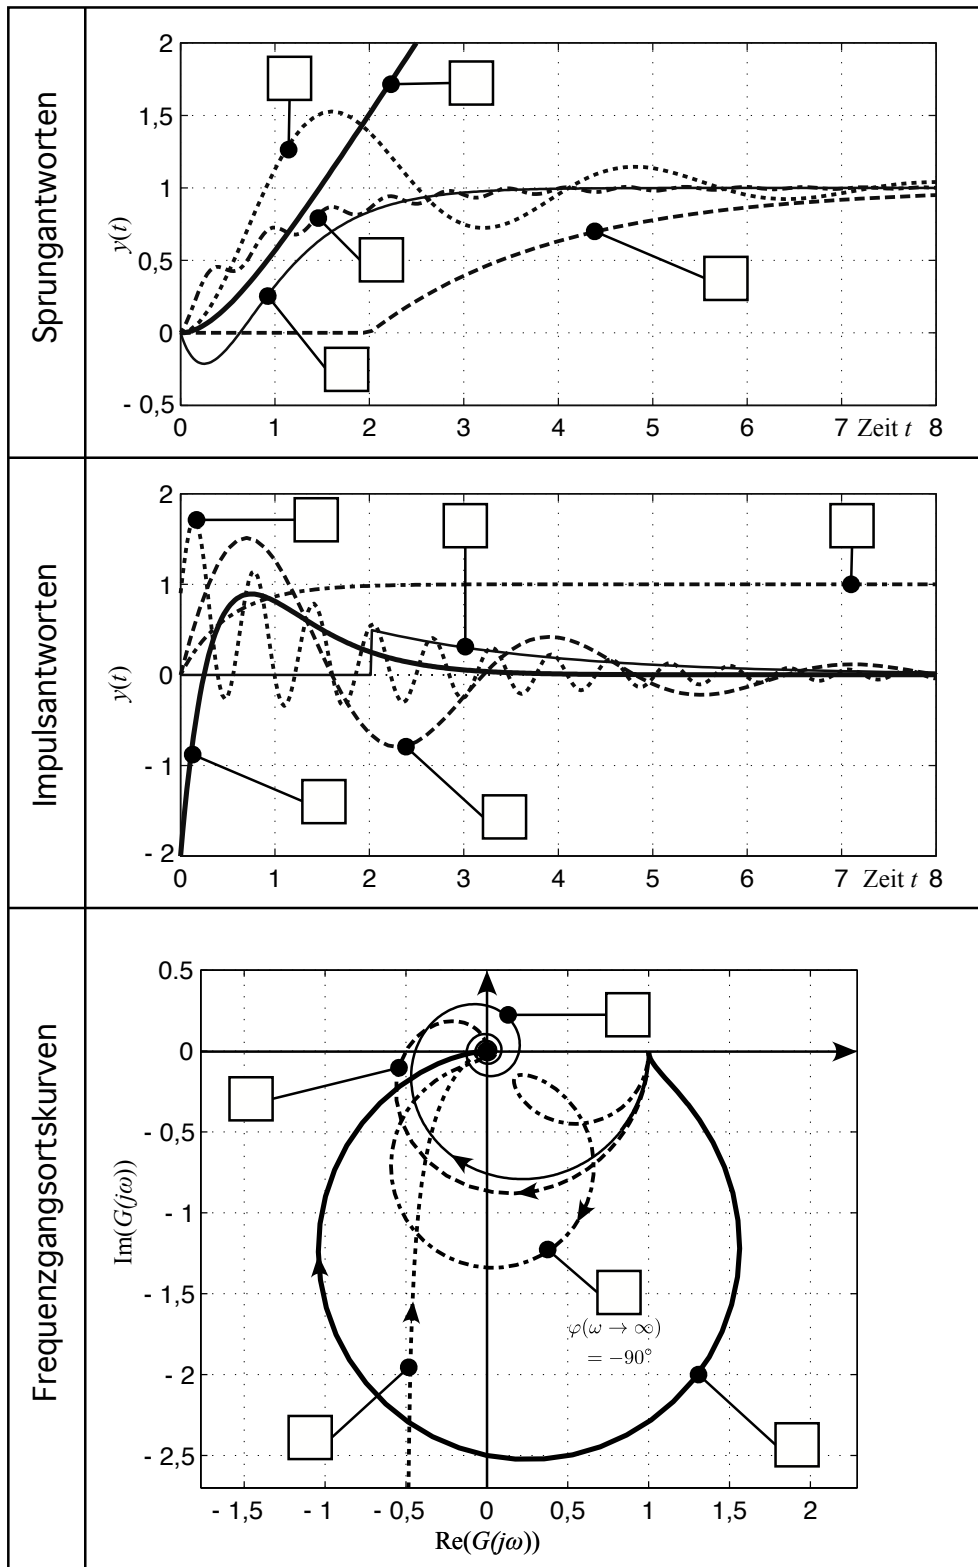 Sprungantworten
y(t)
2
1,5
1
0,5
0
- 0,5
0 1 2 3 4 5 6 7 Zeit t 8
Impulsantworten
y(t)
2
1
0
- 1
- 2
0 1 2 3 4 5 6 7 Zeit t 8
Frequenzgangsortskurven
Im(G(jω))
0.5
0
- 0,5
- 1
- 1,5
- 2
- 2,5
φ(ω → ∞)
= −90°
- 1,5 - 1 - 0,5 0 0,5 1 1,5 2
Re(G(jω))